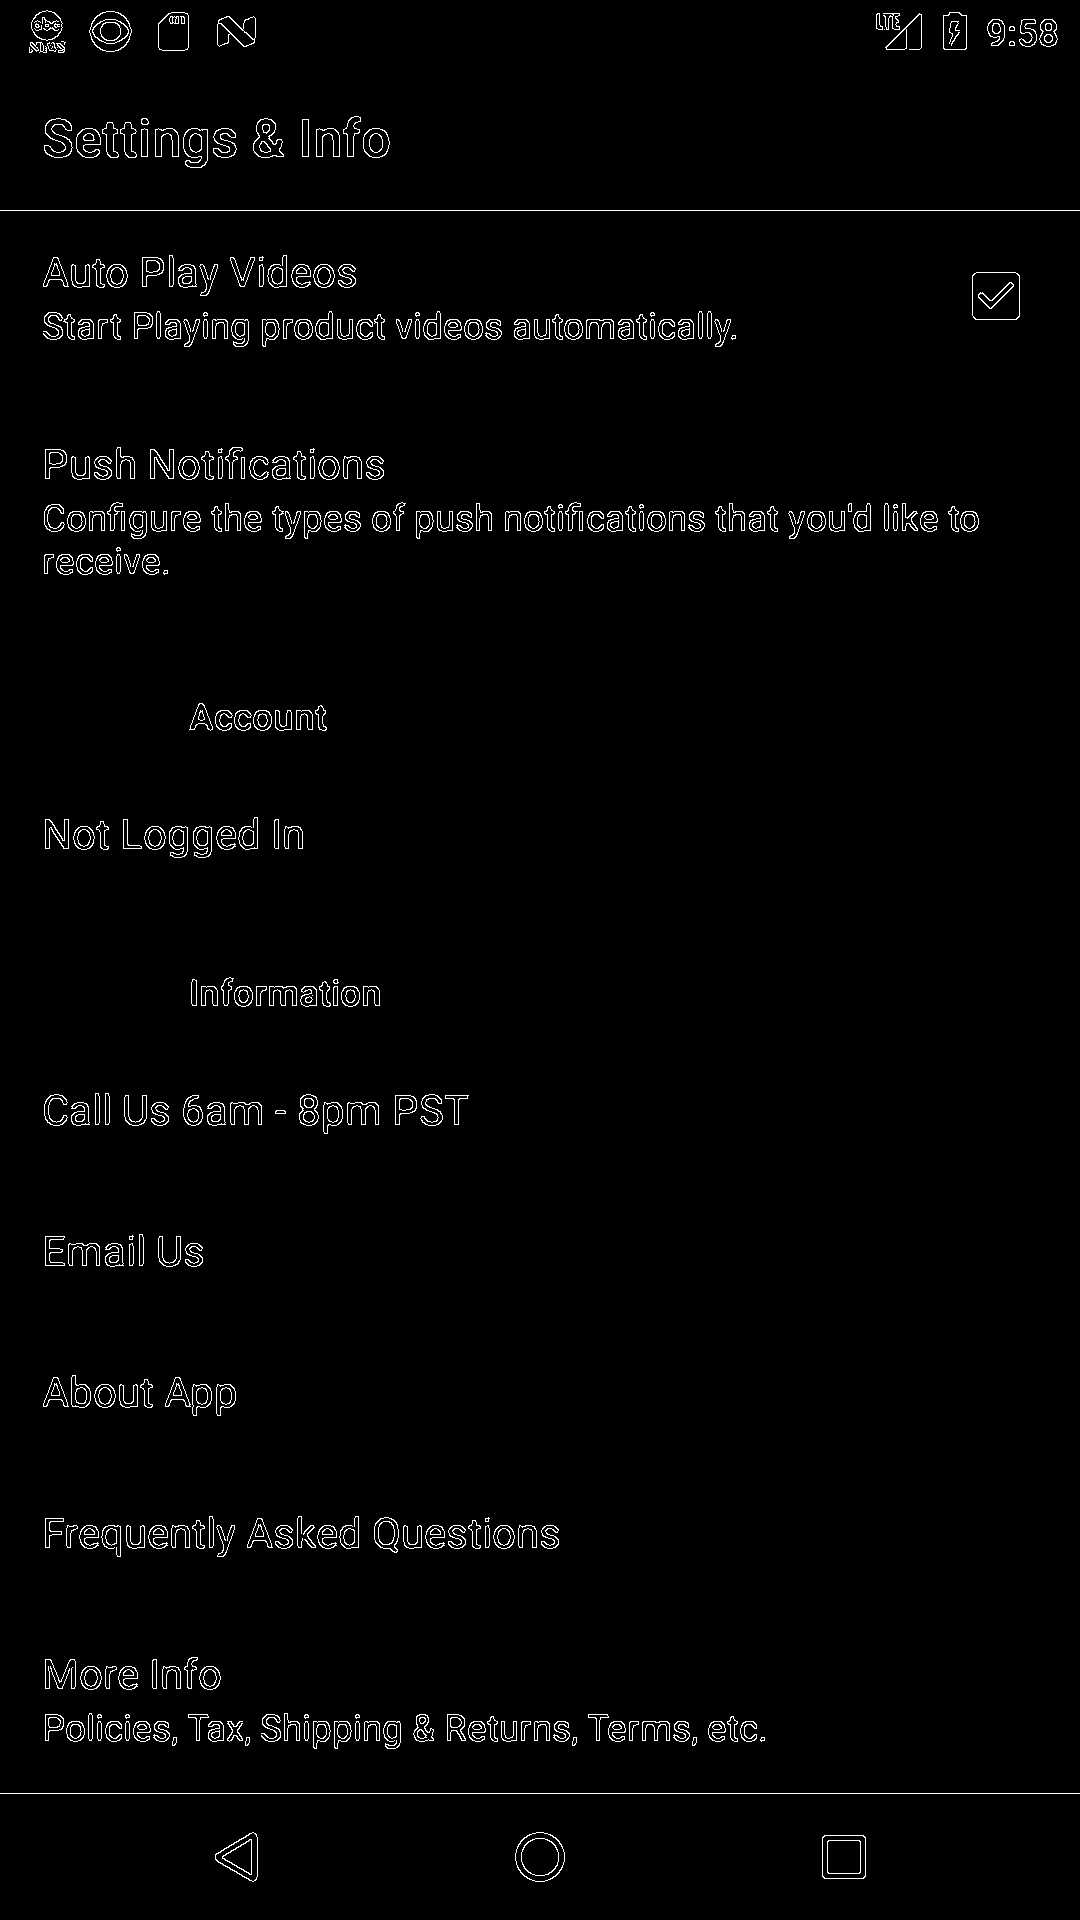 abc
NEWS
LTE
9:58
Settings & Info
Auto Play Videos
Start Playing product videos automatically.
Push Notifications
Configure the types of push notifications that you'd like to
receive.
Account
Not Logged In
Information
Call Us 6am - 8pm PST
Email Us
About App
Frequently Asked Questions
More Info
Policies, Tax, Shipping & Returns, Terms, etc.